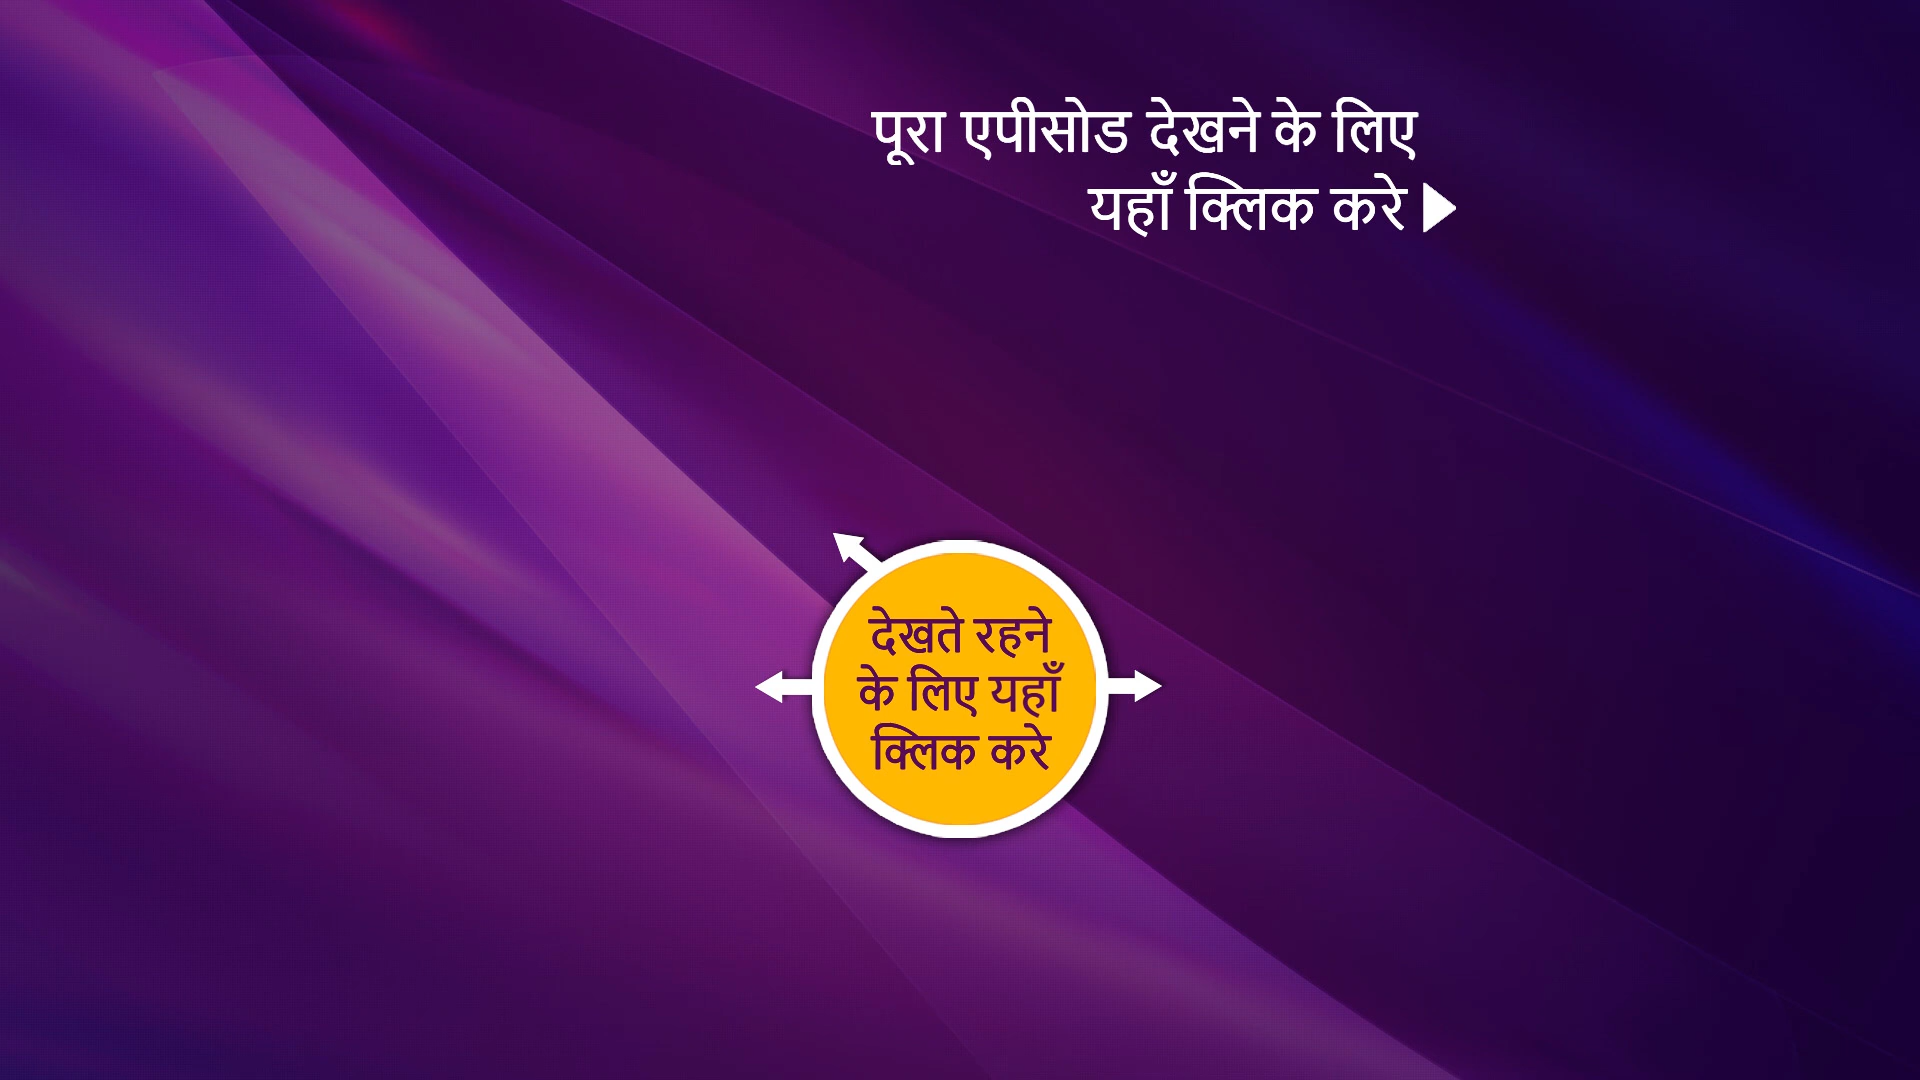 पूरा एपीसोड देखने के लिए
यहाँ क्लिक करे
देखते रहने
के लिए यहाँ
क्लिक करे